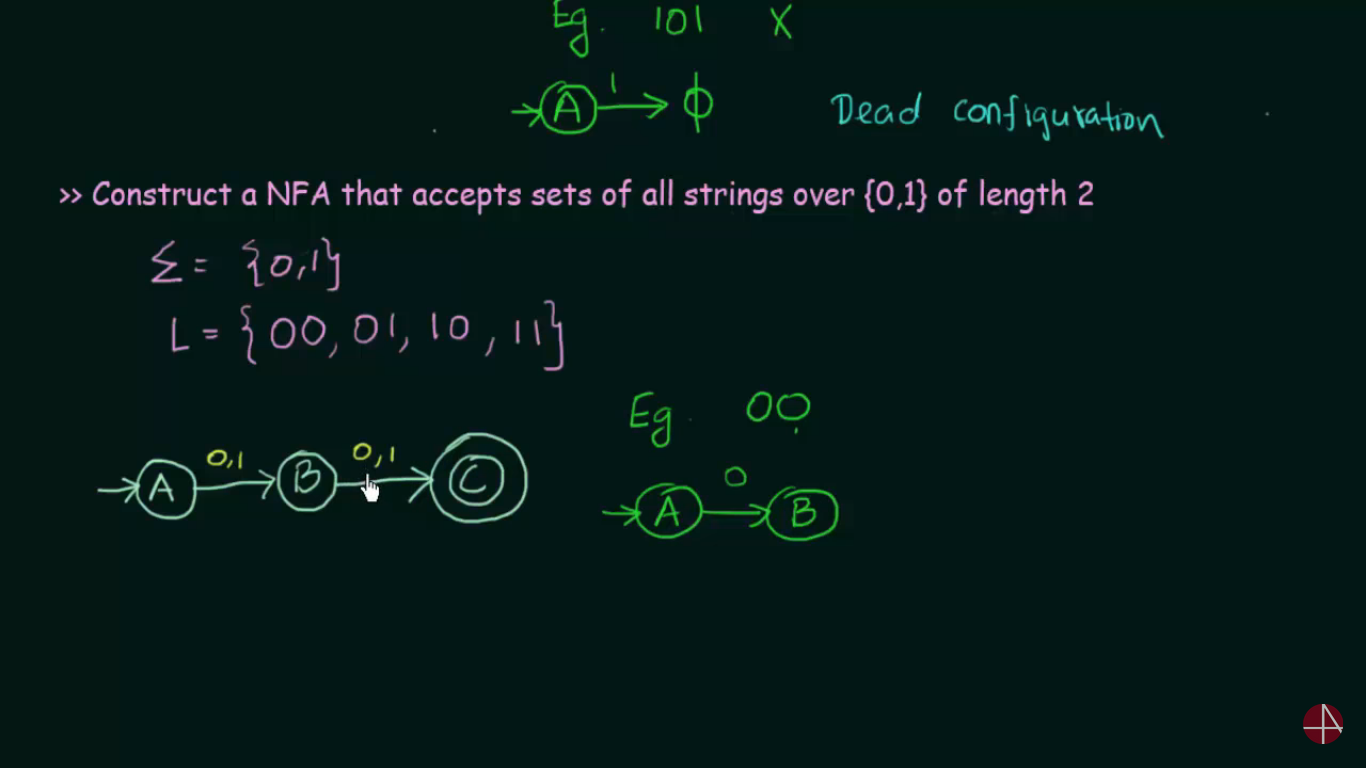 Eg. 101 X
A 1 ϕ
Dead configuration
>> Construct a NFA that accepts sets of all strings over {0,1} of length 2
Σ = {0,1}
L = {00, 01, 10, 11}
Eg. 00
A 0,1 B 0,1 C
A 0 B